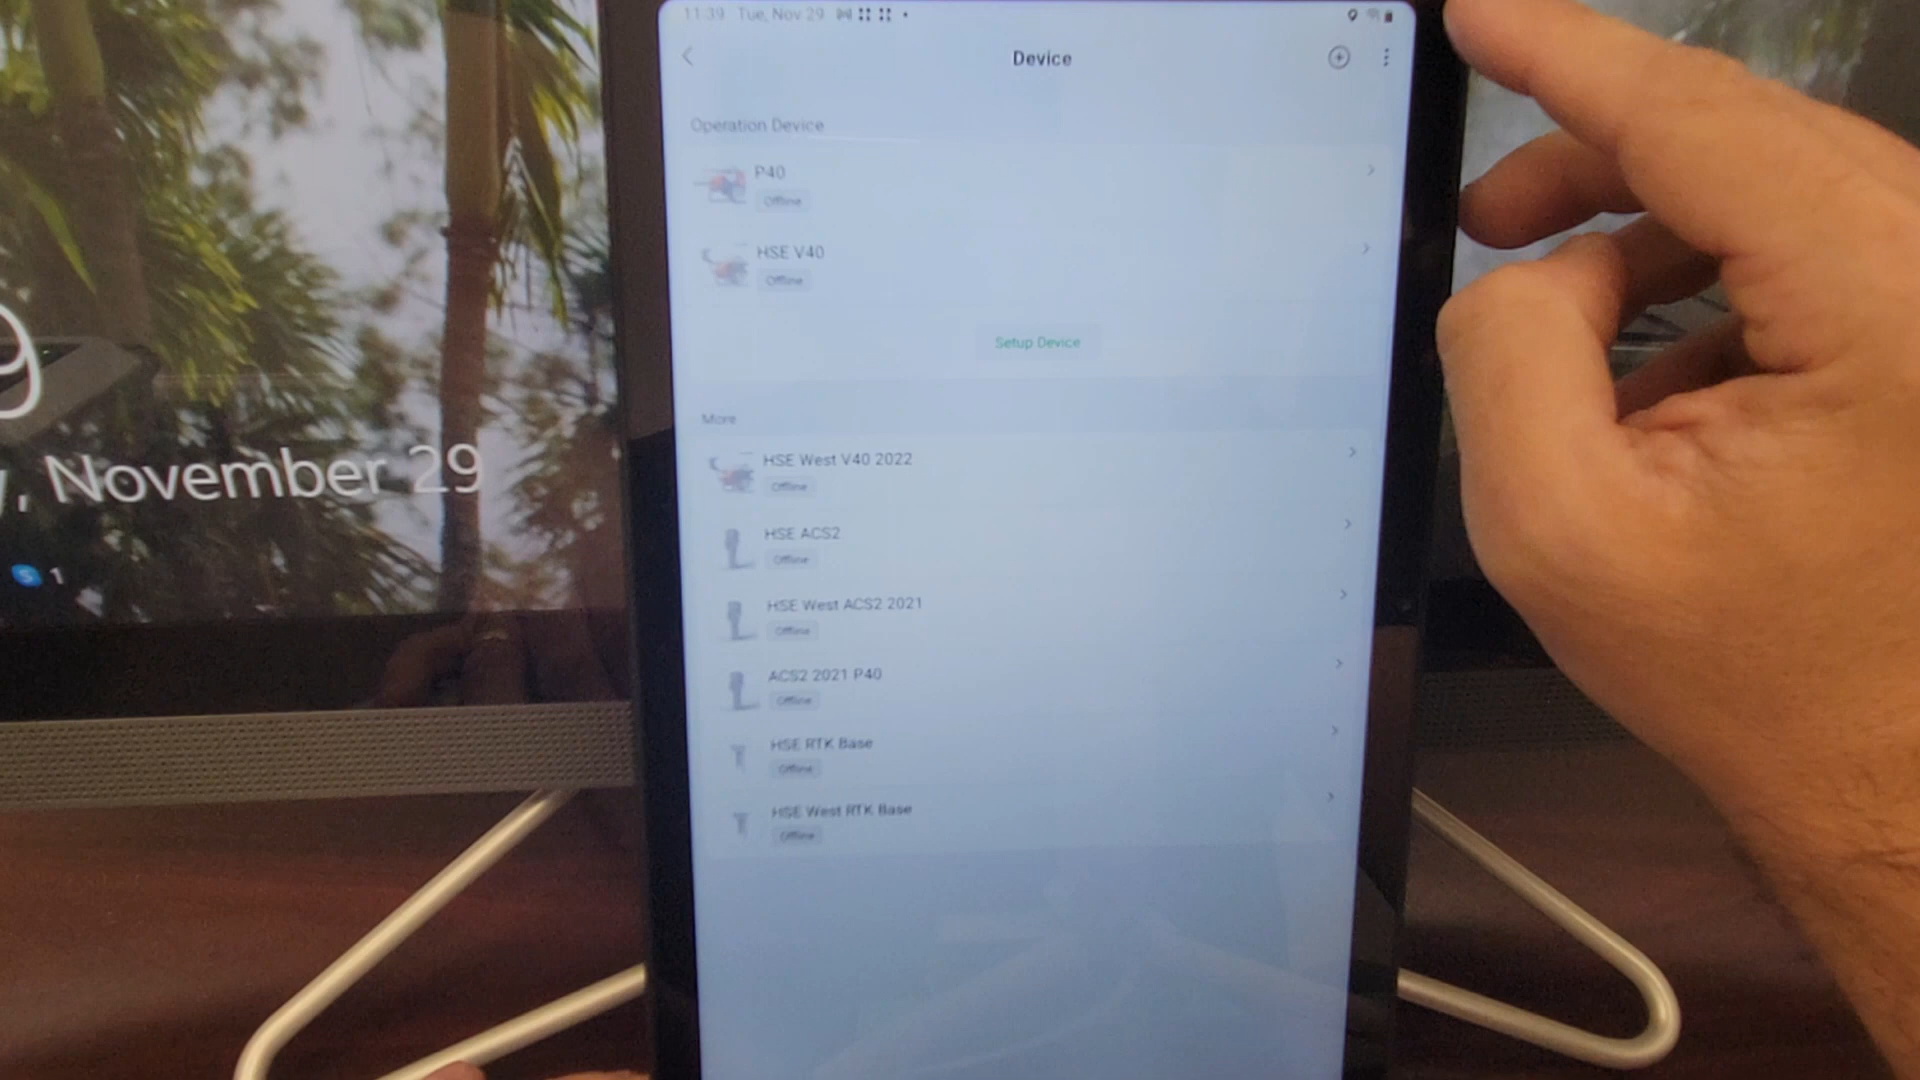 11:39 Tue, Nov 29
Device
Operation Device
P40
Offline
HSE V40
Offline
Setup Device
More
HSE West V40 2022
Offline
HSE ACS2
Offline
HSE West ACS2 2021
Offline
ACS2 2021 P40
Offline
HSE RTK Base
Offline
HSE West RTK Base
Offline
9
, November 29
S 1